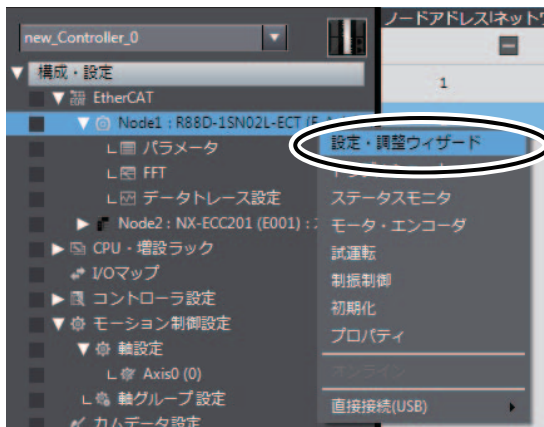 ノードアドレス|ネットワ
new_Controller_0
構成・設定
1
EtherCAT
Node1 : R88D-1SN02L-ECT (E
設定・調整ウィザード
パラメータ
FFT
ステータスモニタ
データトレース設定
モータ・エンコーダ
Node2 : NX-ECC201 (E001) :
試運転
CPU・増設ラック
制振制御
I/Oマップ
初期化
コントローラ設定
プロパティ
モーション制御設定
軸設定
オンライン
Axis0 (0)
軸グループ設定
直接接続(USB)
カムデータ設定